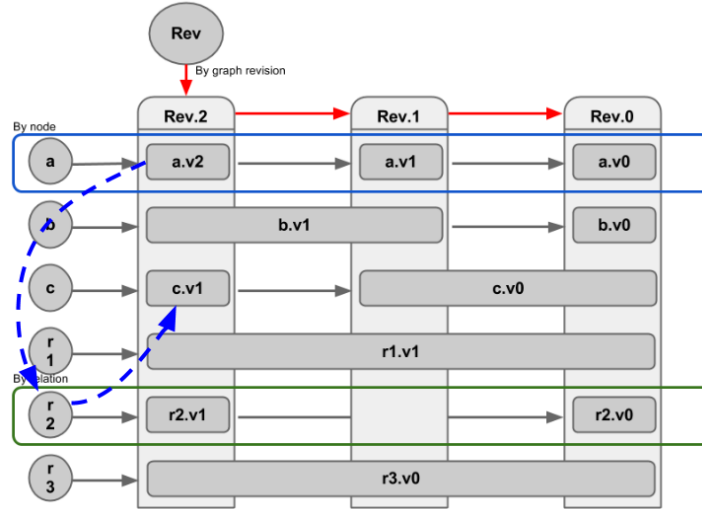 Rev
By graph revision
Rev.2
Rev.1
Rev.0
By node
a
a.v2
a.v1
a.v0
b
b.v1
b.v0
c
c.v1
c.v0
r
1
r1.v1
By relation
r
2
r2.v1
r2.v0
r
3
r3.v0